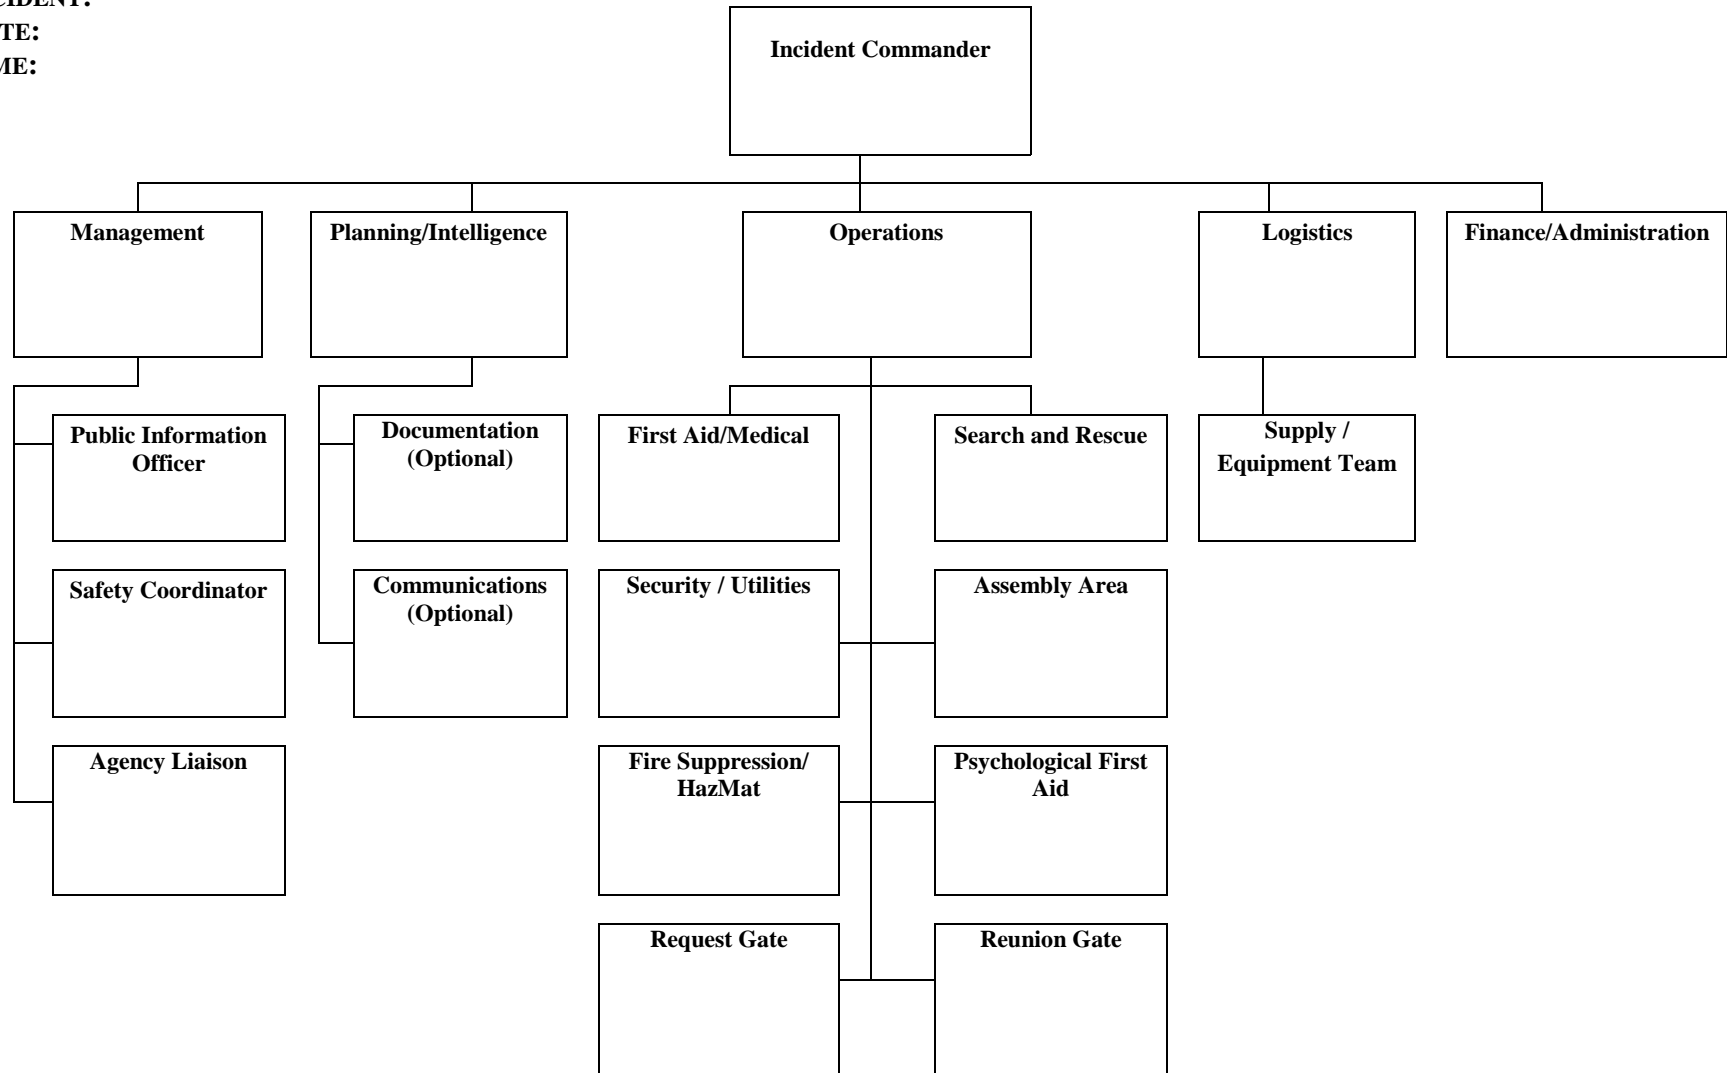 Incident Commander
Management
Planning/Intelligence
Operations
Logistics
Finance/Administration
Public Information
Officer
Documentation
(Optional)
First Aid/Medical
Search and Rescue
Supply /
Equipment Team
Safety Coordinator
Communications
(Optional)
Security / Utilities
Assembly Area
Agency Liaison
Fire Suppression/
HazMat
Psychological First
Aid
Request Gate
Reunion Gate